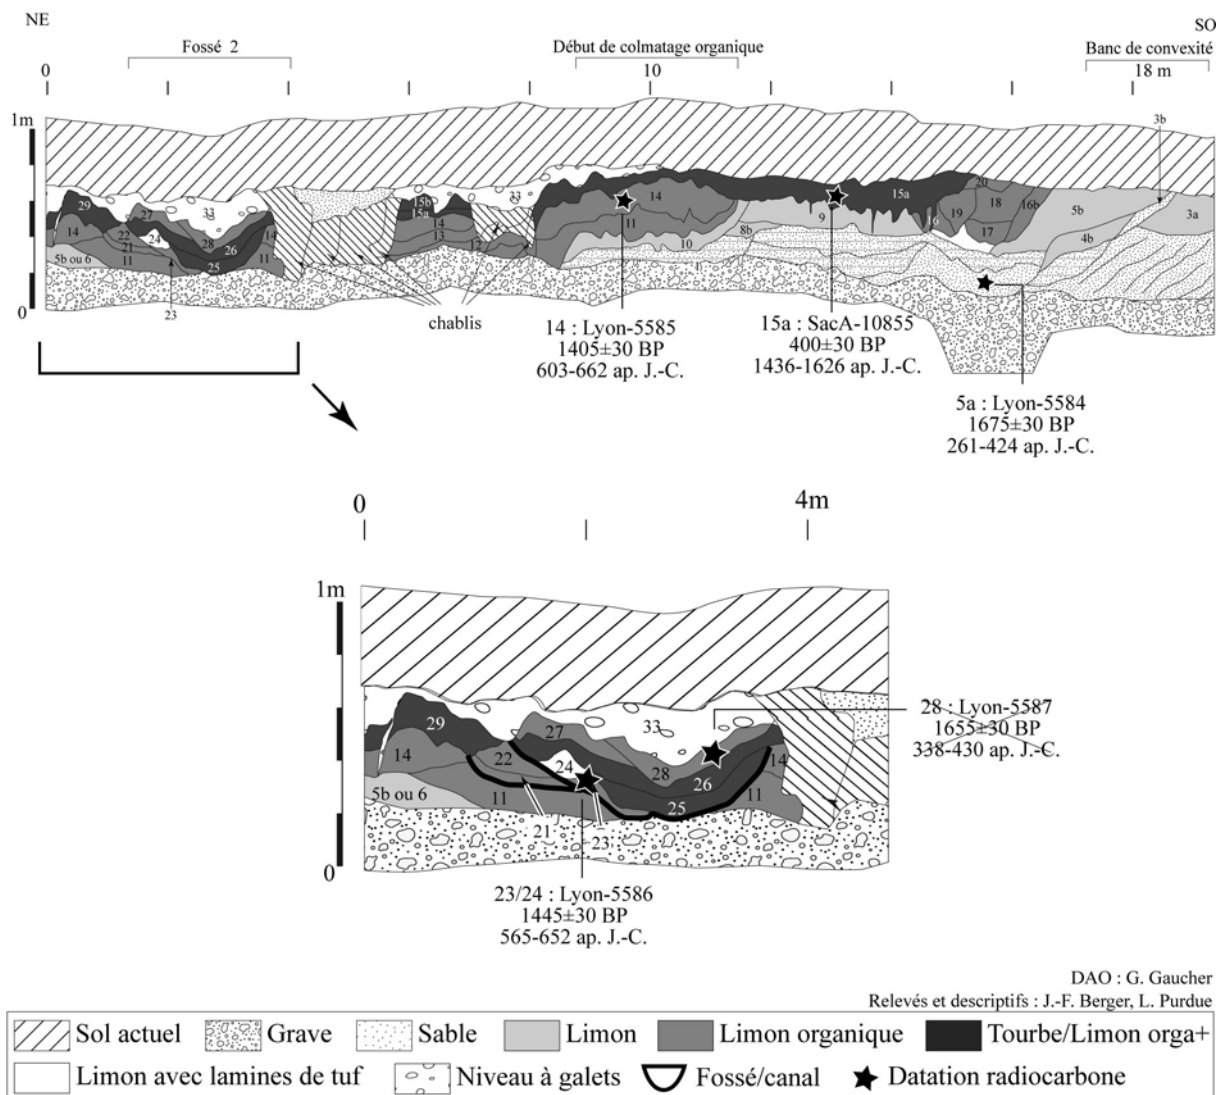 NE
SO
Fossé 2
Début de colmatage organique
Banc de convexité
0
10
18 m
1m
0
3b
29
27
33
33
20
14
22
24
28
26
14
15b
15a
14
13
12
14
11
15a
9
8b
10
16
19
18
16b
17
5b
4b
3a
21
5b ou 6
11
25
11
23
1
chablis
14 : Lyon-5585
1405±30 BP
603-662 ap. J.-C.
15a : SacA-10855
400±30 BP
1436-1626 ap. J.-C.
5a : Lyon-5584
1675±30 BP
261-424 ap. J.-C.
0
4m
1m
0
29
27
33
14
22
24
28
26
14
5b ou 6
11
25
11
21
23
28 : Lyon-5587
1655±30 BP
338-430 ap. J.-C.
23/24 : Lyon-5586
1445±30 BP
565-652 ap. J.-C.
DAO : G. Gaucher
Relevés et descriptifs : J.-F. Berger, L. Purdue
Sol actuel
Grave
Sable
Limon
Limon organique
Tourbe/Limon orga+
Limon avec lamines de tuf
Niveau à galets
Fossé/canal
Datation radiocarbone